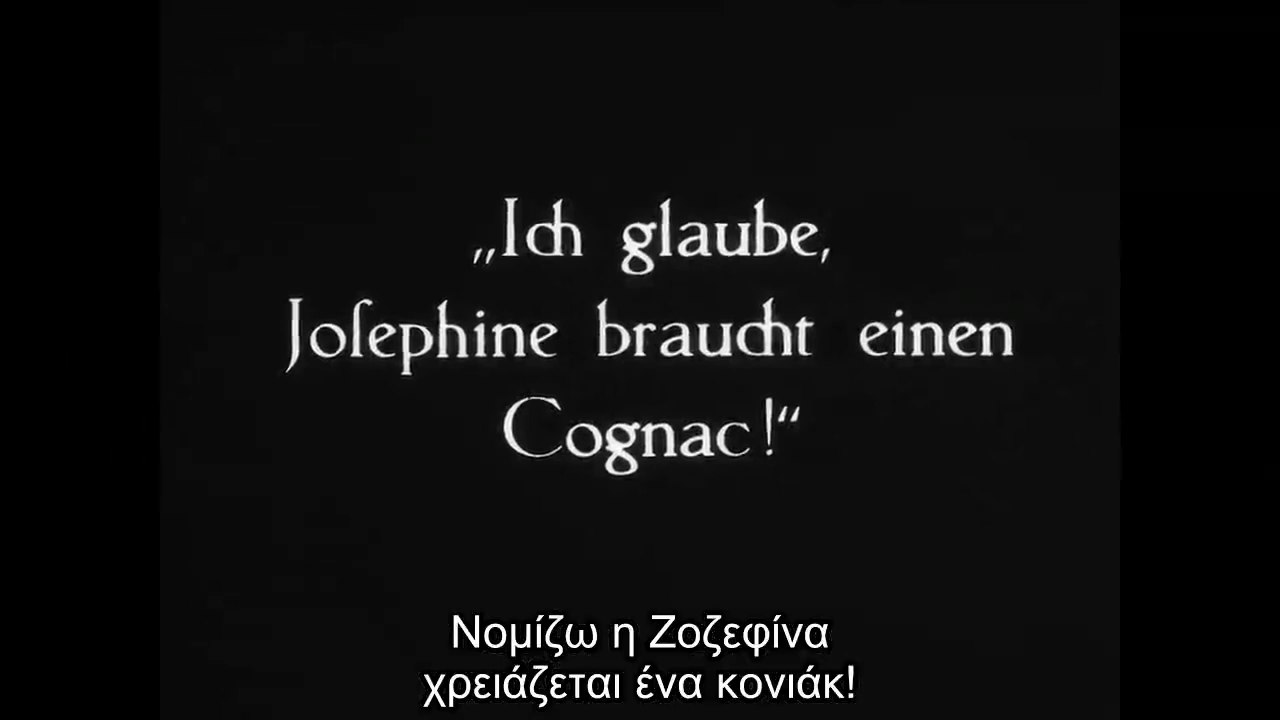 „Ich glaube,
Joſephine braucht einen
Cognac!“
Νομίζω η Ζοζεφίνα
χρειάζεται ένα κονιάκ!